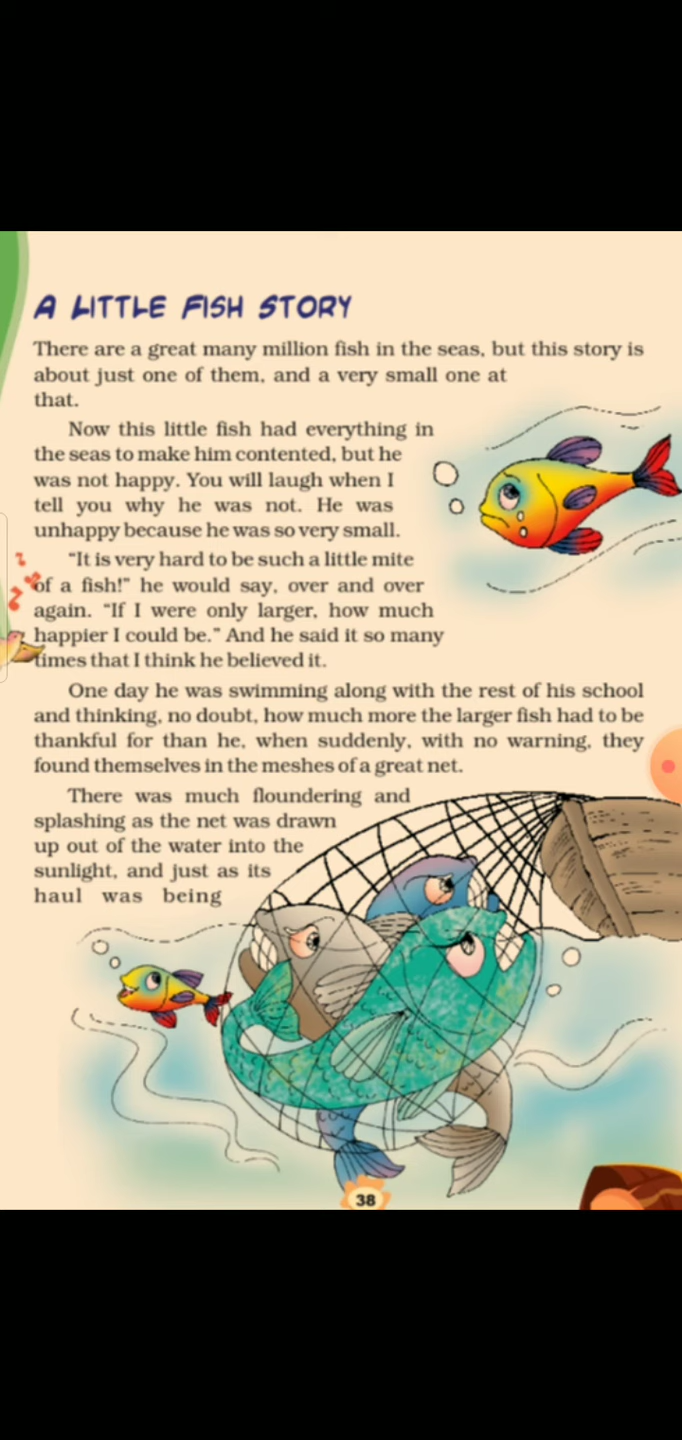 A LITTLE FISH STORY
There are a great many million fish in the seas, but this story is
about just one of them, and a very small one at
that.
Now this little fish had everything in
the seas to make him contented, but he
was not happy. You will laugh when I
tell you why he was not. He was
unhappy because he was so very small.
"It is very hard to be such a little mite
of a fish!" he would say, over and over
again. "If I were only larger, how much
happier I could be." And he said it so many
times that I think he believed it.
One day he was swimming along with the rest of his school
and thinking, no doubt, how much more the larger fish had to be
thankful for than he, when suddenly, with no warning, they
found themselves in the meshes of a great net.
There was much floundering and
splashing as the net was drawn
up out of the water into the
sunlight, and just as its
haul was being
38